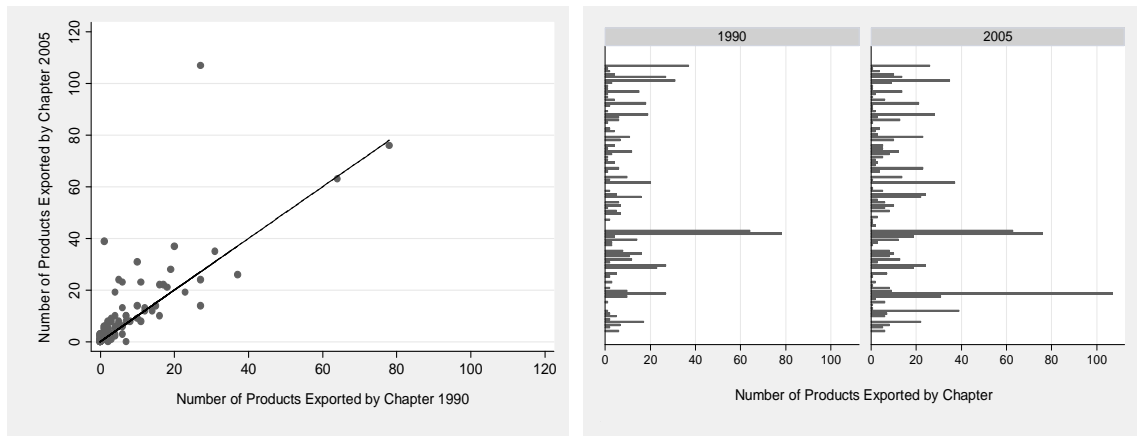 Number of Products Exported by Chapter 2005
120
100
80
60
40
20
0
0 20 40 60 80 100 120
Number of Products Exported by Chapter 1990
1990 2005
0 20 40 60 80 100 0 20 40 60 80 100
Number of Products Exported by Chapter